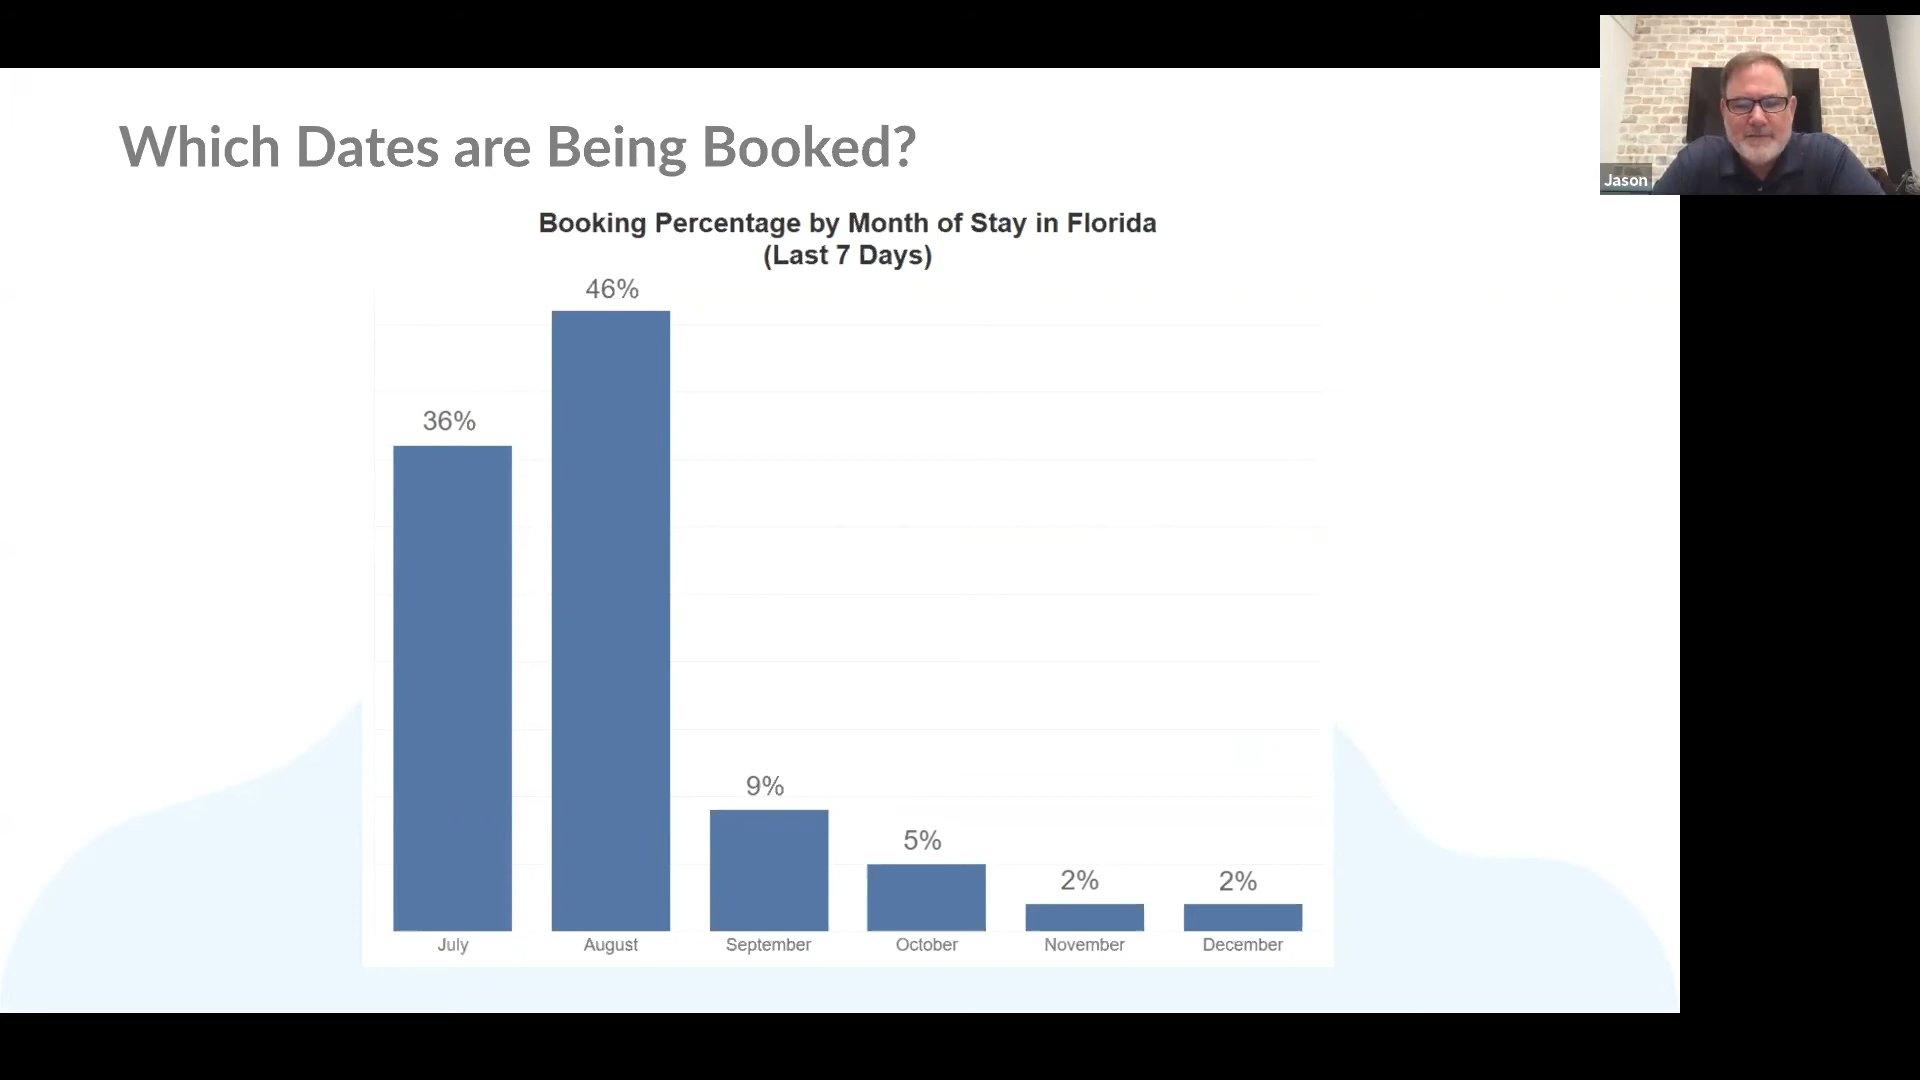 Which Dates are Being Booked?
Jason
Booking Percentage by Month of Stay in Florida
(Last 7 Days)
46%
36%
9%
5%
2%
2%
July
August
September
October
November
December